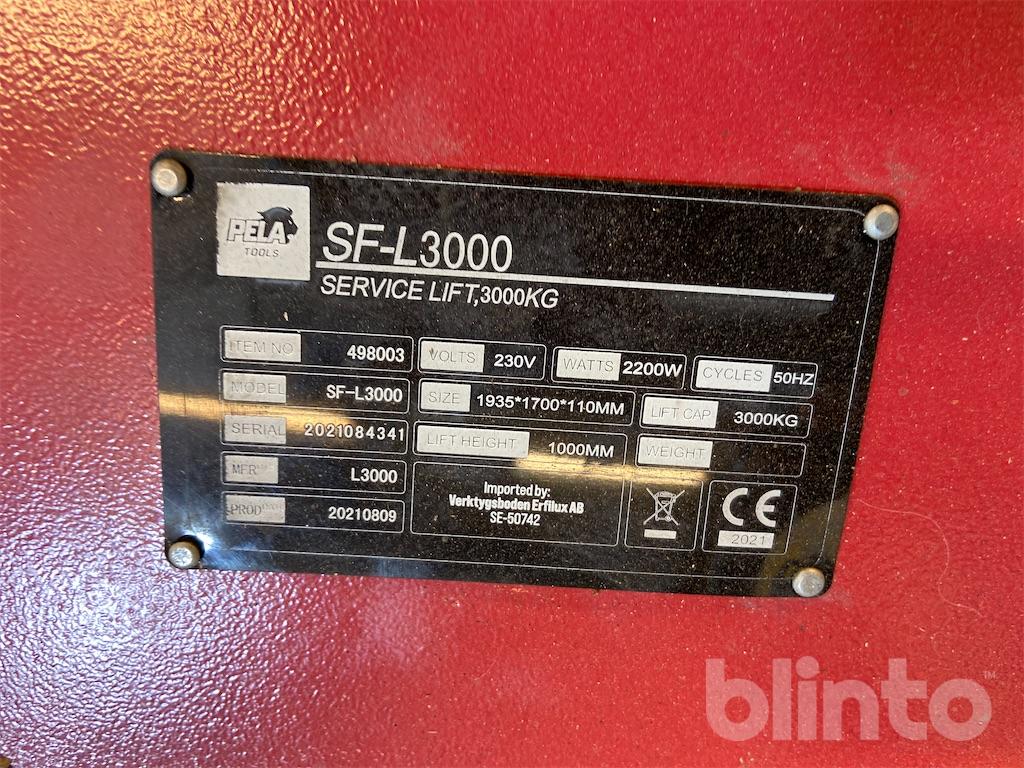 PELA
TOOLS
SF-L3000
SERVICE LIFT,3000KG
ITEM NO 498003
VOLTS 230V
WATTS 2200W
CYCLES 50HZ
MODEL SF-L3000
SIZE 1935*1700*110MM
LIFT CAP 3000KG
SERIAL 2021084341
LIFT HEIGHT 1000MM
WEIGHT
MFR L3000
PROD 20210809
Imported by:
Verktygsboden Erfilux AB
SE-50742
CE
2021
blinto™